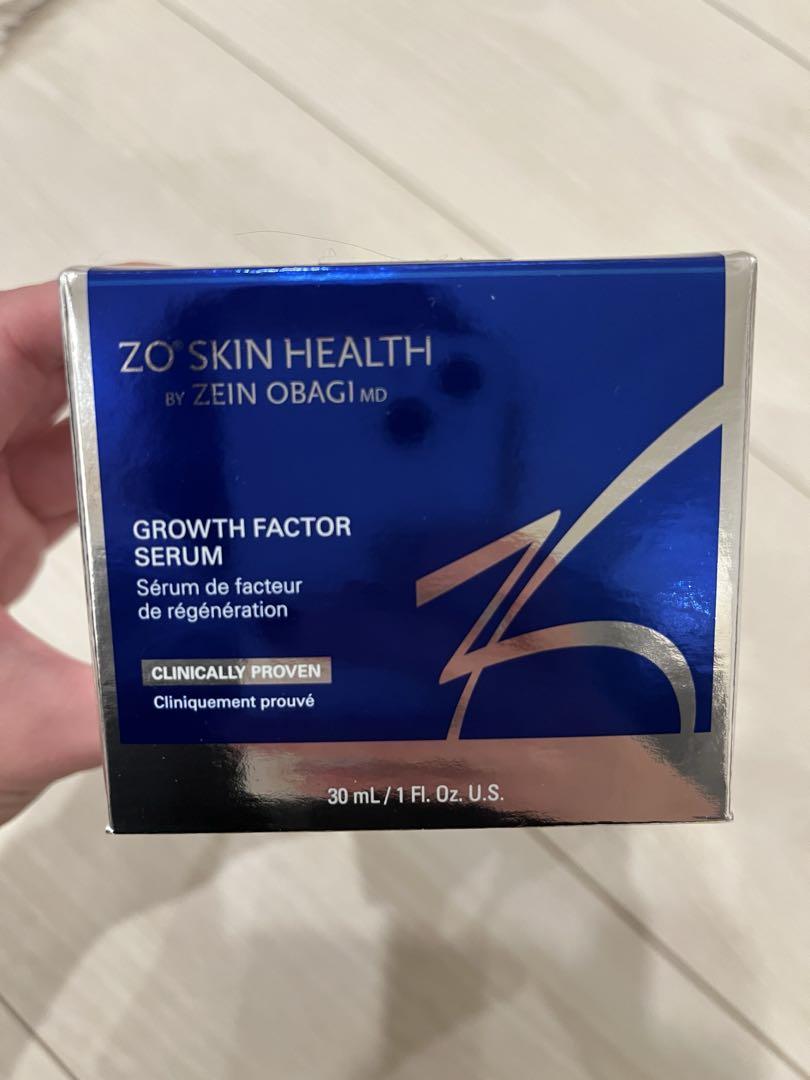 ZO® SKIN HEALTH
BY ZEIN OBAGI MD
GROWTH FACTOR
SERUM
Sérum de facteur
de régénération
CLINICALLY PROVEN
Cliniquement prouvé
30 mL / 1 Fl. Oz. U.S.